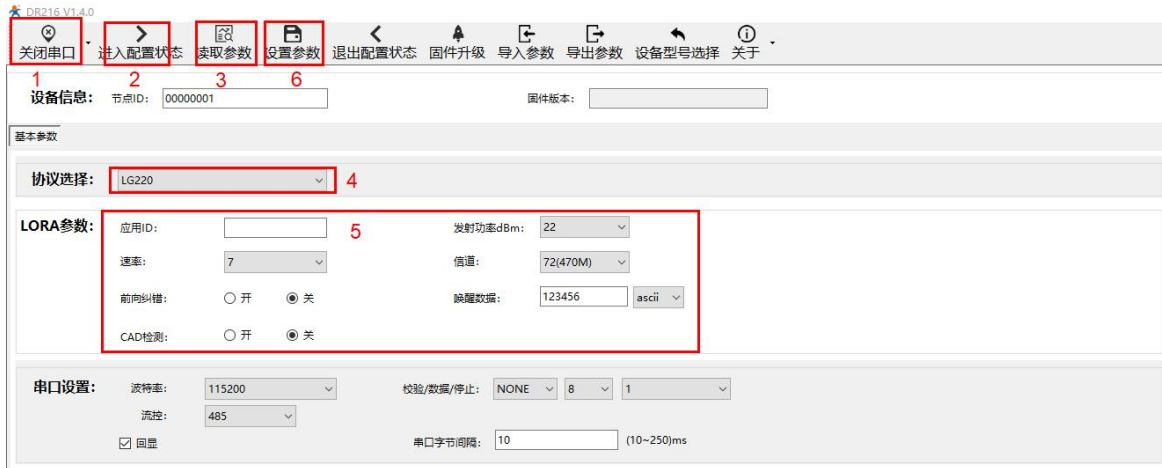 DR216 V1.4.0
关闭串口 进入配置状态 读取参数 设置参数 退出配置状态 固件升级 导入参数 导出参数 设备型号选择 关于
1 2 3 6
设备信息: 节点ID: 00000001 固件版本:
基本参数
协议选择: LG220 4
LORA参数: 应用ID: 5 发射功率dBm: 22
速率: 7 信道: 72(470M)
前向纠错: 开 关 唤醒数据: 123456 ascii
CAD检测: 开 关
串口设置: 波特率: 115200 校验/数据/停止: NONE 8 1
流控: 485
回显 串口字节间隔: 10 (10~250)ms